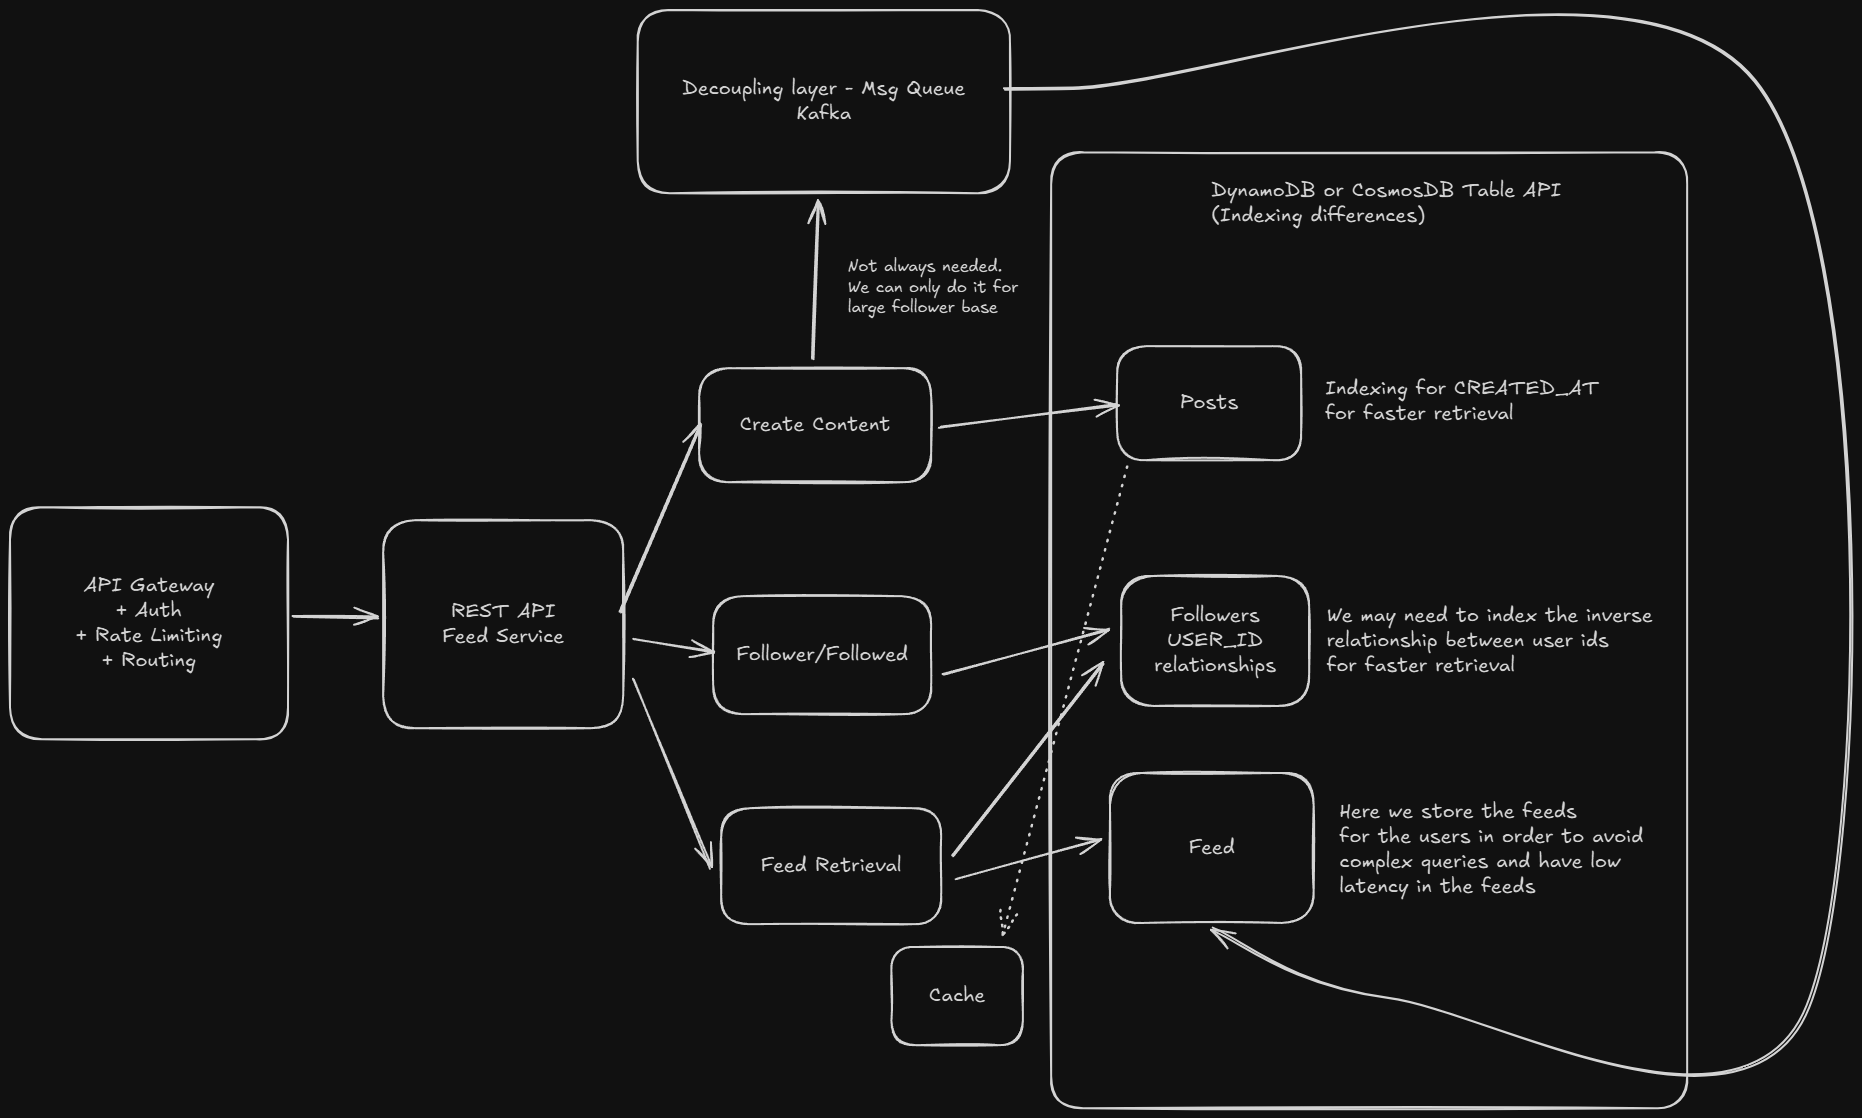 Decoupling layer - Msg Queue
Kafka
DynamoDB or CosmosDB Table API
(Indexing differences)
Not always needed.
We can only do it for
large follower base
Create Content
Posts
Indexing for CREATED_AT
for faster retrieval
API Gateway
+ Auth
+ Rate Limiting
+ Routing
REST API
Feed Service
Follower/Followed
Followers
USER_ID
relationships
We may need to index the inverse
relationship between user ids
for faster retrieval
Feed Retrieval
Feed
Here we store the feeds
for the users in order to avoid
complex queries and have low
latency in the feeds
Cache